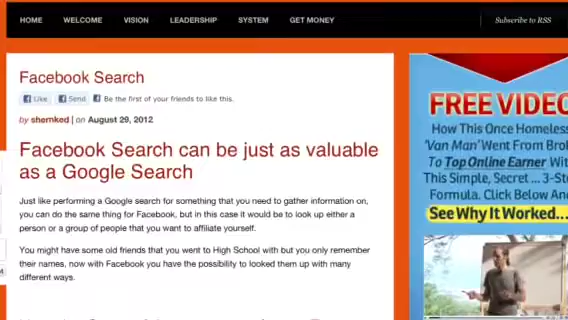 HOME WELCOME VISION LEADERSHIP SYSTEM GET MONEY Subscribe to RSS
Facebook Search
Like Send Be the first of your friends to like this.
by shernked | on August 29, 2012
Facebook Search can be just as valuable
as a Google Search
Just like performing a Google search for something that you need to gather information on,
you can do the same thing for Facebook, but in this case it would be to look up either a
person or a group of people that you want to affiliate yourself.
You might have some old friends that you went to High School with but you only remember
their names, now with Facebook you have the possibility to looked them up with many
different ways.
FREE VIDEO
How This Once Homeless
'Van Man' Went From Bro
To Top Online Earner Wit
This Simple, Secret ... 3-St
Formula. Click Below An
See Why It Worked...